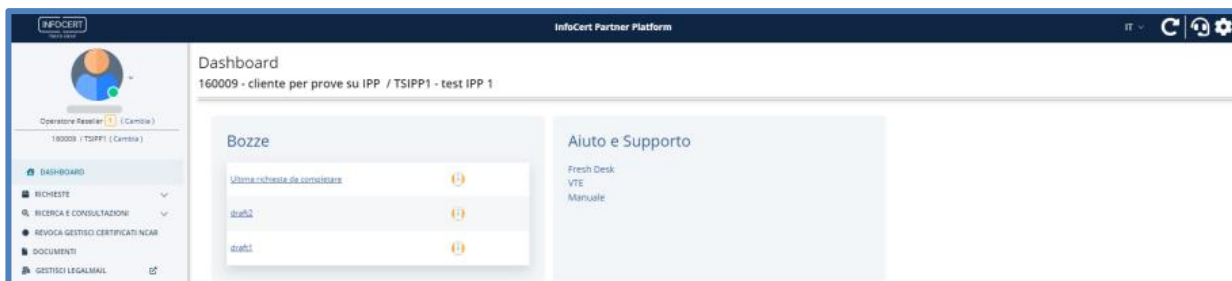 INFOCERT
InfoCert Partner Platform
IT
Dashboard
160009 - cliente per prove su IPP / TSIPP1 - test IPP 1
Operatore Reseller 1 ( Cambia )
160009 / TSIPP1 ( Cambia )
DASHBOARD
RICHIESTE
RICERCA E CONSULTAZIONI
REVOCA GESTISCI CERTIFICATI NCAR
DOCUMENTI
GESTISCI LEGALMAIL
Bozze
Ultima richiesta da completare
draft2
draft1
Aiuto e Supporto
Fresh Desk
VTE
Manuale